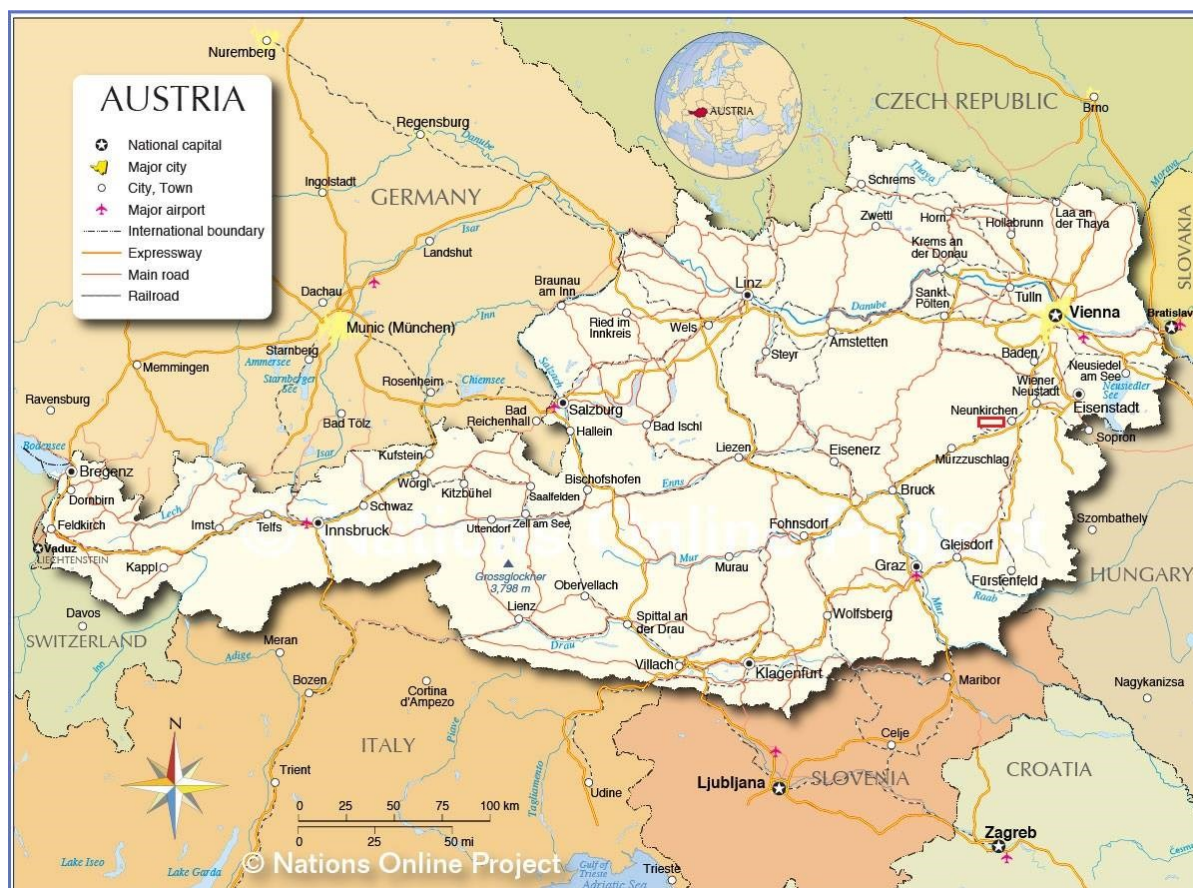 Nuremberg
AUSTRIA
National capital
Major city
City, Town
Major airport
International boundary
Expressway
Main road
Railroad
AUSTRIA
CZECH REPUBLIC
Brno
Regensburg
Danube
Ingolstadt
GERMANY
Isar
Landshut
Schrems
Thaya
Morava
Zwettl
Horn
Hollabrunn
Laa an
der Thaya
SLOVAKIA
Krems an
der Donau
Linz
Braunau
am Inn
Dachau
Inn
Munic (München)
Ried im
Innkreis
Wels
Danube
Sankt
Pölten
Tulln
Vienna
Bratislava
Steyr
Amstetten
Starnberg
Ammersee
Starnberger
See
Memmingen
Rosenheim
Chiemsee
Salzach
Baden
Neusiedel
am See
Neusiedler
See
Wiener
Neustadt
Eisenstadt
Ravensburg
Bad Tölz
Bad
Reichenhall
Salzburg
Hallein
Bad Ischl
Neunkirchen
Sopron
Bodensee
Isar
Kufstein
Liezen
Eisenerz
Mürzzuschlag
Bregenz
Dornbirn
Lech
Wörgl
Kitzbühel
Saalfelden
Bischofshofen
Enns
Bruck
Schwaz
Feldkirch
Imst
Telfs
Innsbruck
Uttendorf
Zell am See
Fohnsdorf
Szombathely
Vaduz
LIECHTENSTEIN
Kappl
© Nations Online Project
Mur
Murau
Graz
Gleisdorf
Fürstenfeld
Raab
HUNGARY
Grossglockner
3,798 m
Obervellach
Davos
SWITZERLAND
Inn
Lienz
Spittal an
der Drau
Wolfsberg
Mur
Meran
Adige
Drau
Villach
Klagenfurt
Maribor
Nagykanizsa
Bozen
Cortina
d'Ampezo
Piave
N
ITALY
Celje
CROATIA
Trient
Tagliamento
Udine
Ljubljana
SLOVENIA
0 25 50 75 100 km
0 25 50 mi
Zagreb
Lake Iseo
Lake Garda
© Nations Online Project
Gulf of
Trieste
Adriatic Sea
Trieste